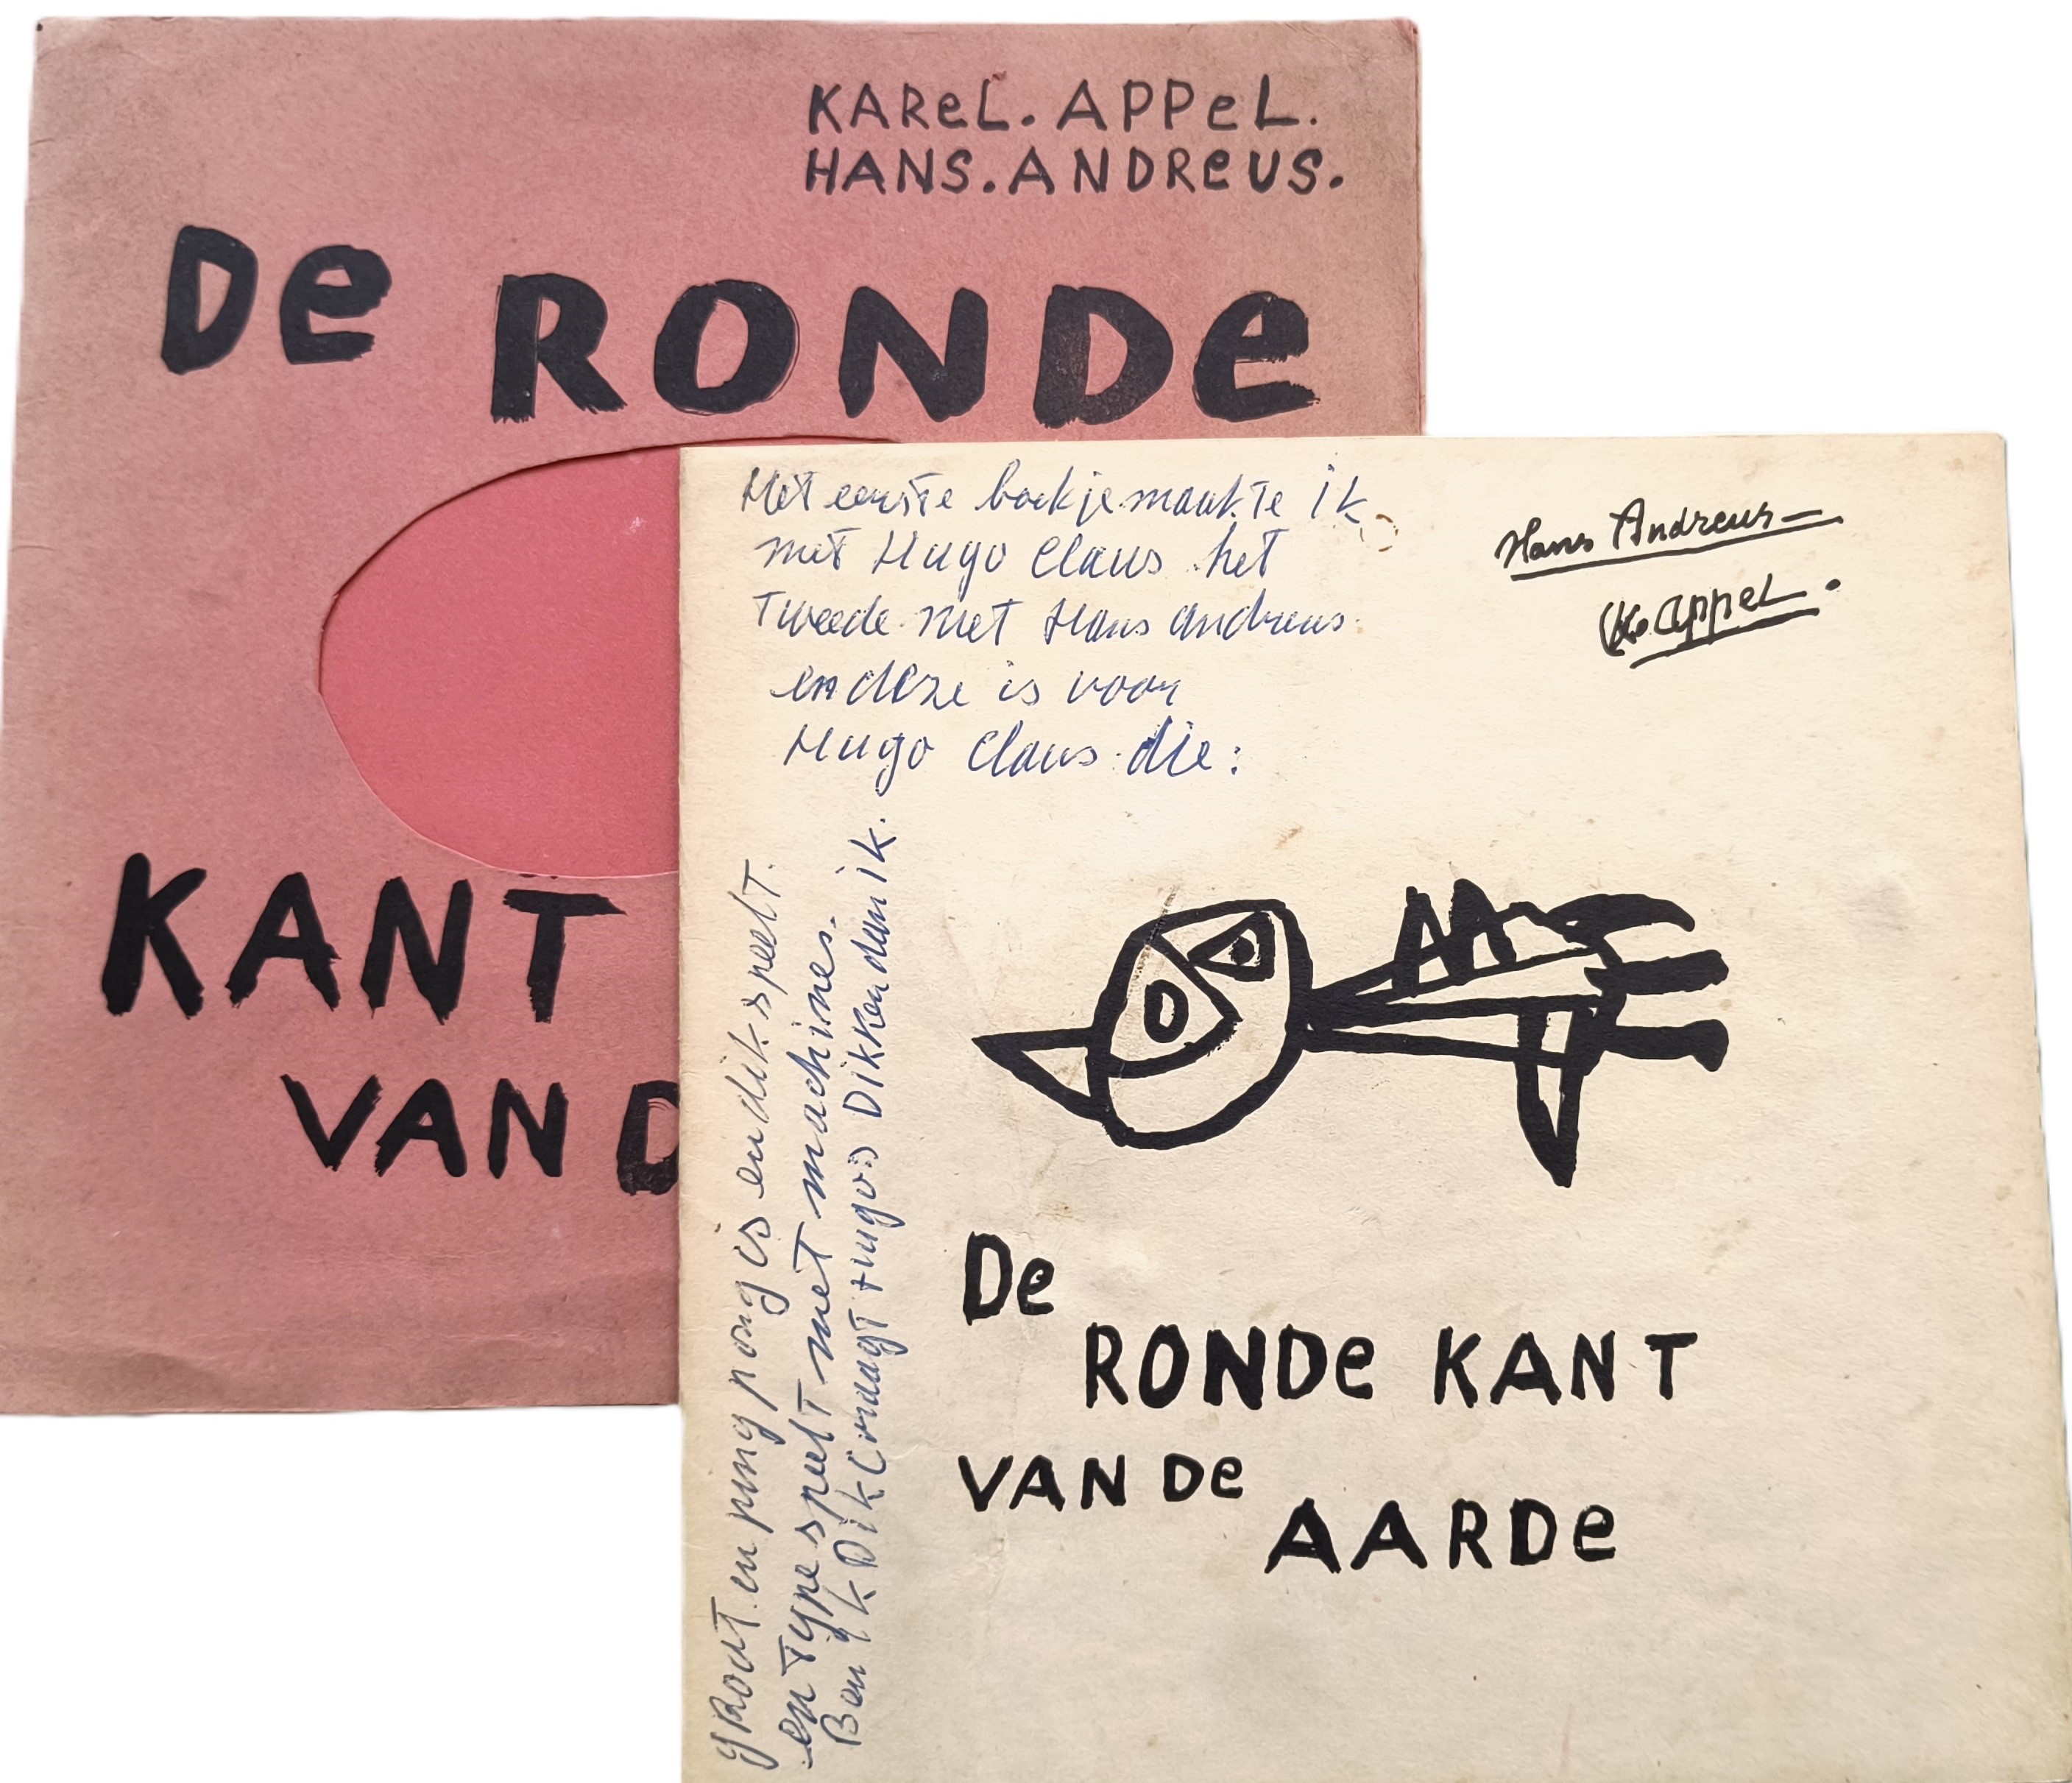 KAReL. APPeL.
HANS. ANDReUS.
De RONDe
KANT
VAN D
Het eerste boekje maakte ik
met Hugo Claus het
Tweede met Hans Andreus
en deze is voor
Hugo Claus die:
groot en ping pong is en dik speelt.
en Type speelt met machines.
Ben ik Dik vraagt Hugo: Dikker dan ik.
Hans Andreus
K. appel.
De
RONDe KANT
VAN De
AARDe